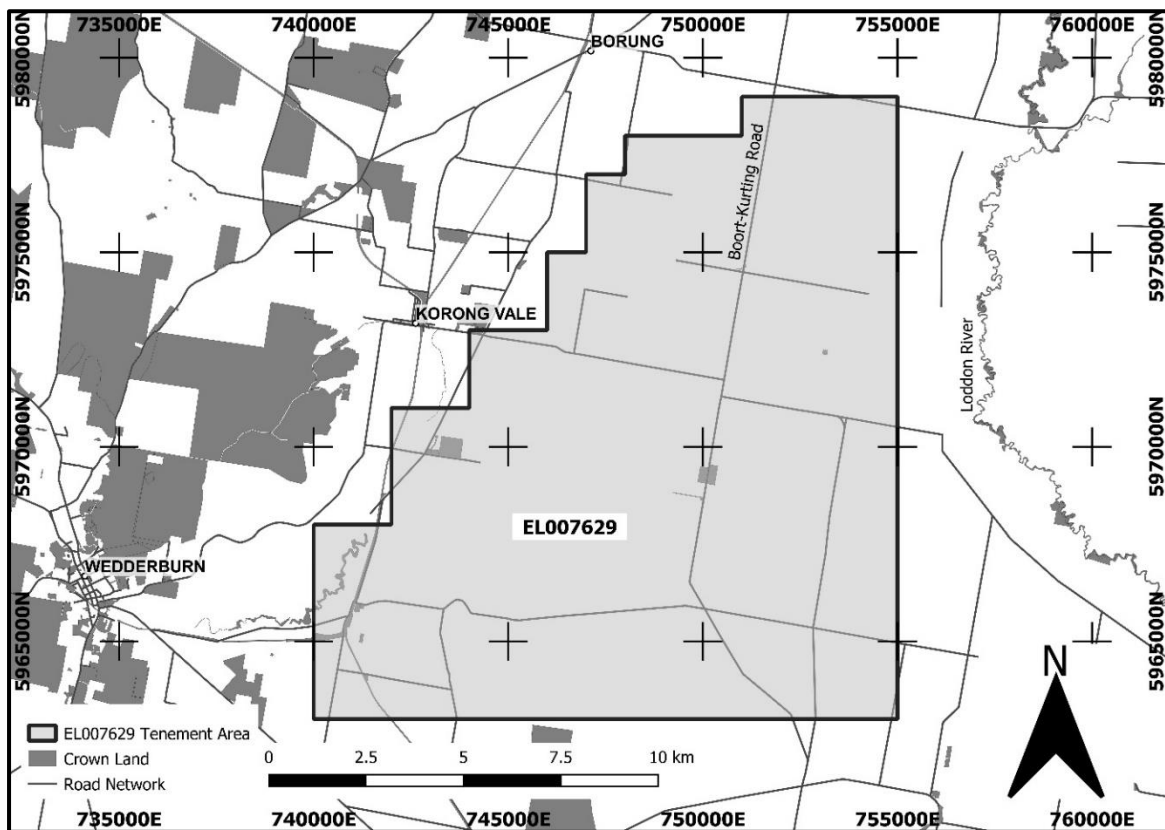 735000E 740000E 745000E 750000E 755000E 760000E
5980000N
5980000N
BORUNG
Boort-Kurting Road
5975000N
5975000N
KORONG VALE
Loddon River
5970000N
5970000N
EL007629
WEDDERBURN
5965000N
5965000N
N
EL007629 Tenement Area
Crown Land
Road Network
0 2.5 5 7.5 10 km
735000E 740000E 745000E 750000E 755000E 760000E